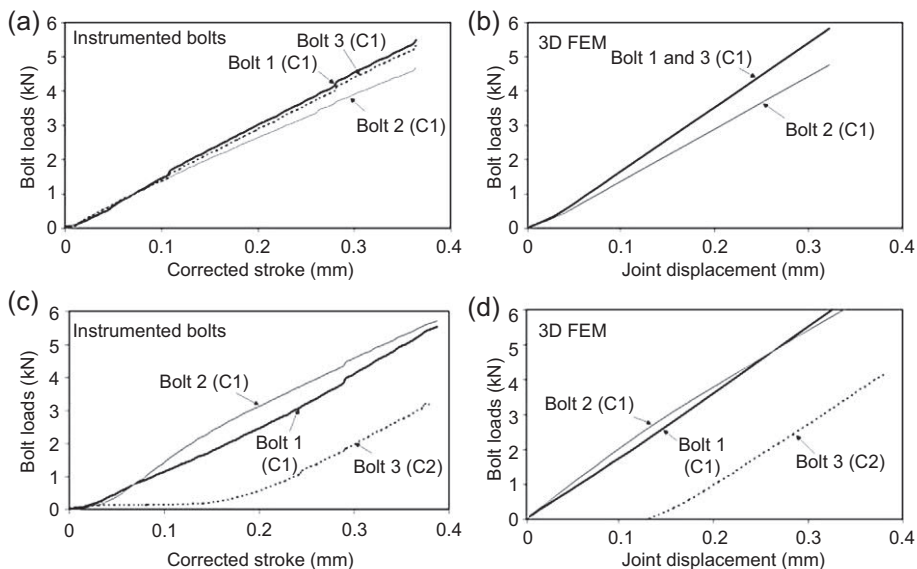 (a)
Instrumented bolts
Bolt 3 (C1)
Bolt 1 (C1)
Bolt 2 (C1)
Bolt loads (kN)
6
5
4
3
2
1
0
0
0.1
0.2
0.3
0.4
Corrected stroke (mm)
(b)
3D FEM
Bolt 1 and 3 (C1)
Bolt 2 (C1)
Bolt loads (kN)
6
5
4
3
2
1
0
0
0.1
0.2
0.3
0.4
Joint displacement (mm)
(c)
Instrumented bolts
Bolt 2 (C1)
Bolt 1
(C1)
Bolt 3 (C2)
Bolt loads (kN)
6
5
4
3
2
1
0
0
0.1
0.2
0.3
0.4
Corrected stroke (mm)
(d)
3D FEM
Bolt 2 (C1)
Bolt 1
(C1)
Bolt 3 (C2)
Bolt loads (kN)
6
5
4
3
2
1
0
0
0.1
0.2
0.3
0.4
Joint displacement (mm)